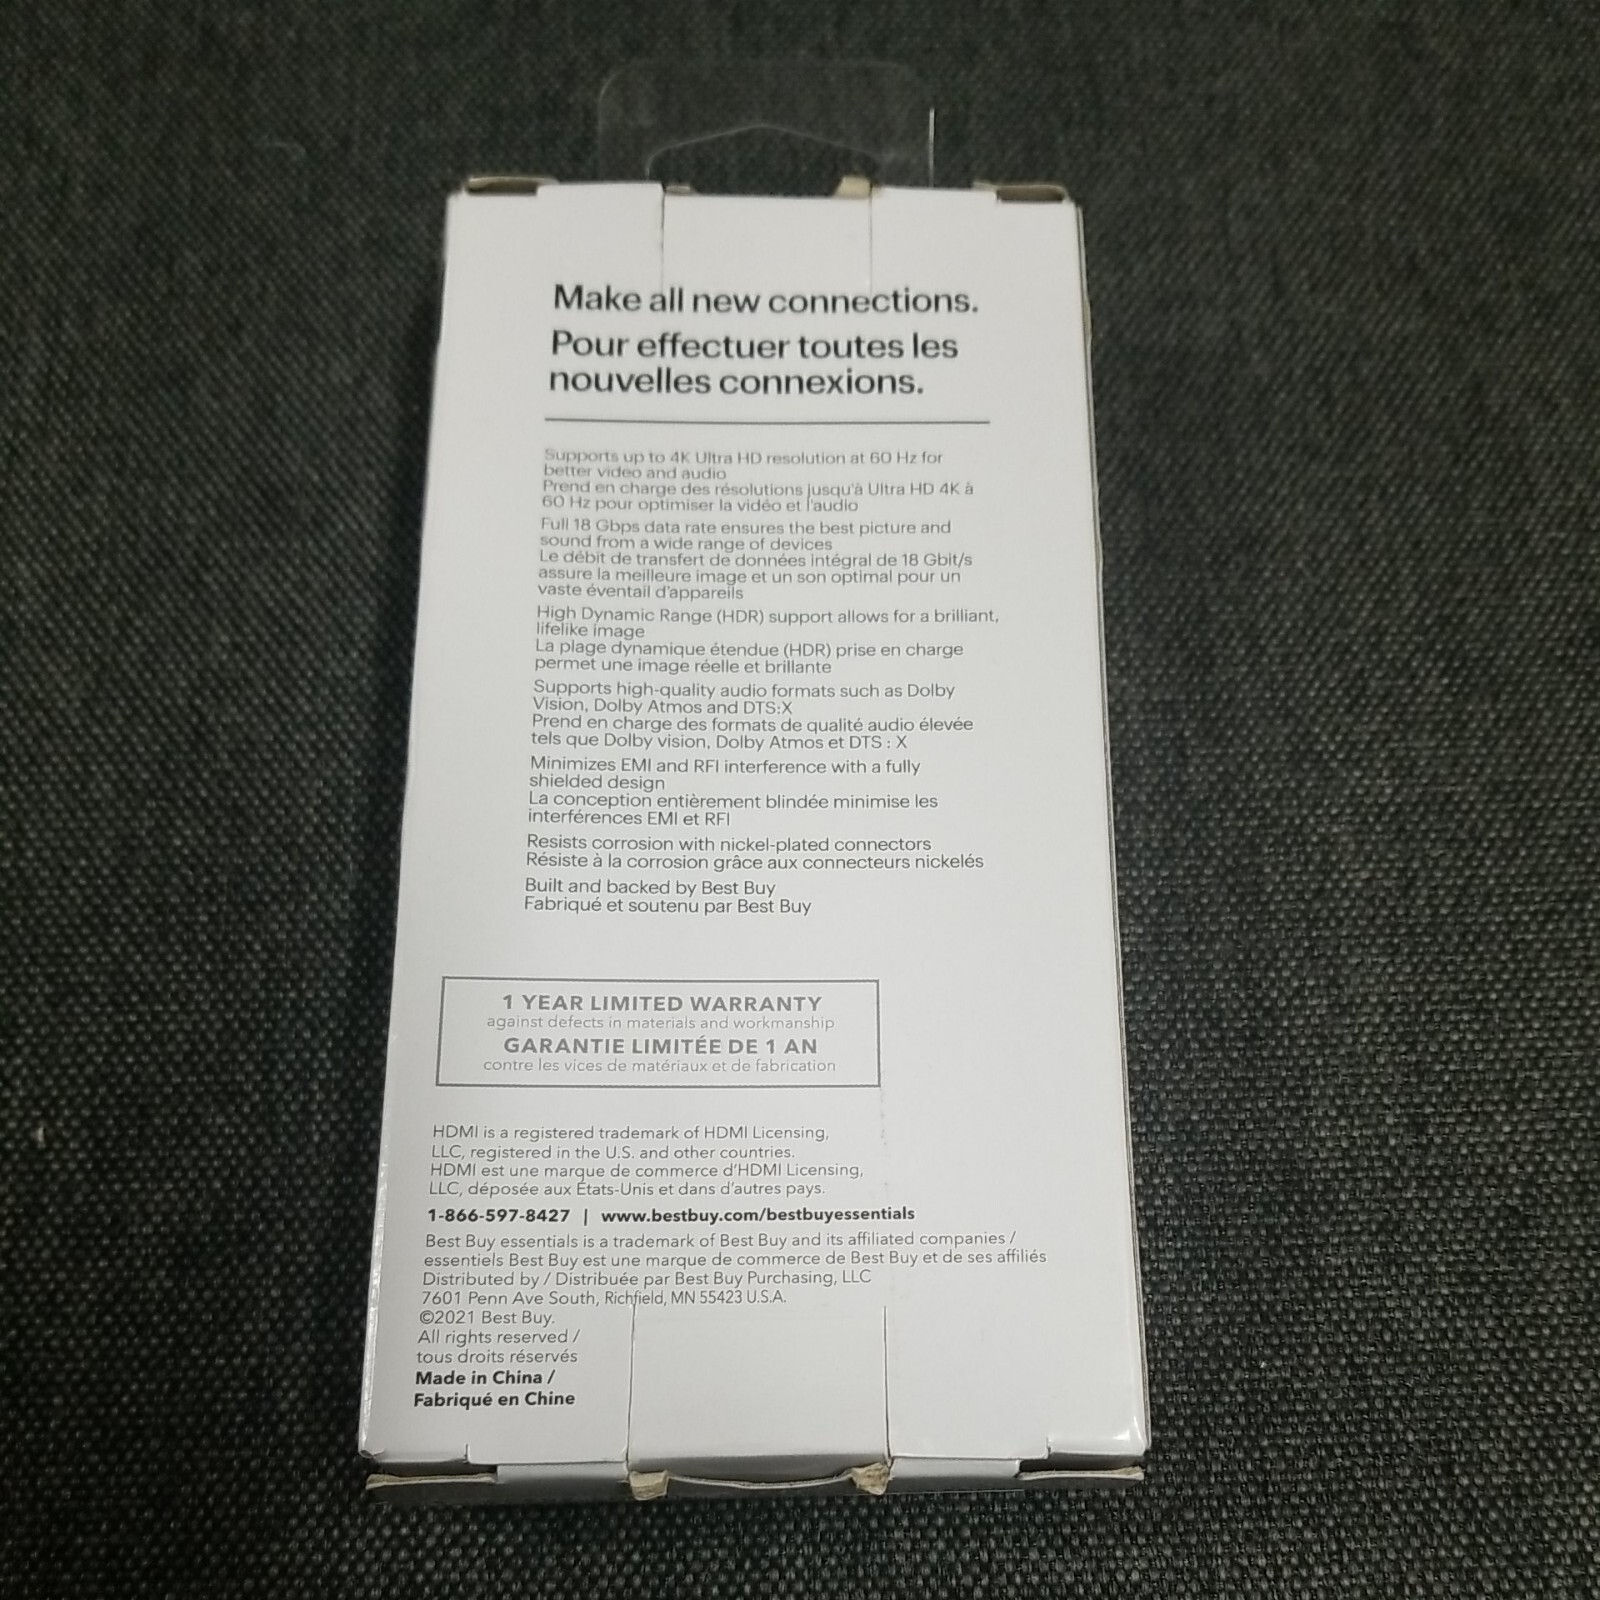 Make all new connections.
Pour effectuer toutes les
nouvelles connexions.
Supports up to 4K Ultra HD resolution at 60 Hz for
better video and audio
Prend en charge des résolutions jusqu'à Ultra HD 4K à
60 Hz pour optimiser la vidéo et l'audio
Full 18 Gbps data rate ensures the best picture and
sound from a wide range of devices
Le débit de transfert de données intégral de 18 Gbit/s
assure la meilleure image et un son optimal pour un
vaste éventail d'appareils
High Dynamic Range (HDR) support allows for a brilliant,
lifelike image
La plage dynamique étendue (HDR) prise en charge
permet une image réelle et brillante
Supports high-quality audio formats such as Dolby
Vision, Dolby Atmos and DTS:X
Prend en charge des formats de qualité audio élevée
tels que Dolby vision, Dolby Atmos et DTS : X
Minimizes EMI and RFI interference with a fully
shielded design
La conception entièrement blindée minimise les
interférences EMI et RFI
Resists corrosion with nickel-plated connectors
Résiste à la corrosion grâce aux connecteurs nickelés
Built and backed by Best Buy
Fabriqué et soutenu par Best Buy
1 YEAR LIMITED WARRANTY
against defects in materials and workmanship
GARANTIE LIMITÉE DE 1 AN
contre les vices de matériaux et de fabrication
HDMI is a registered trademark of HDMI Licensing,
LLC, registered in the U.S. and other countries.
HDMI est une marque de commerce d'HDMI Licensing,
LLC, déposée aux États-Unis et dans d'autres pays.
1-866-597-8427 | www.bestbuy.com/bestbuyessentials
Best Buy essentials is a trademark of Best Buy and its affiliated companies /
essentiels Best Buy est une marque de commerce de Best Buy et de ses affiliés
Distributed by / Distribuée par Best Buy Purchasing, LLC
7601 Penn Ave South, Richfield, MN 55423 U.S.A.
©2021 Best Buy.
All rights reserved /
tous droits réservés
Made in China /
Fabriqué en Chine